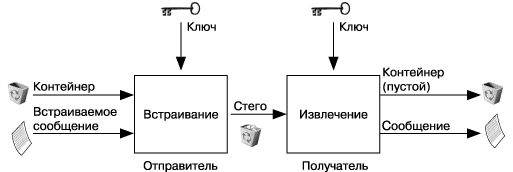 Ключ
Ключ
Контейнер
Встраиваемое
сообщение
Встраивание
Стего
Извлечение
Контейнер
(пустой)
Сообщение
Отправитель
Получатель